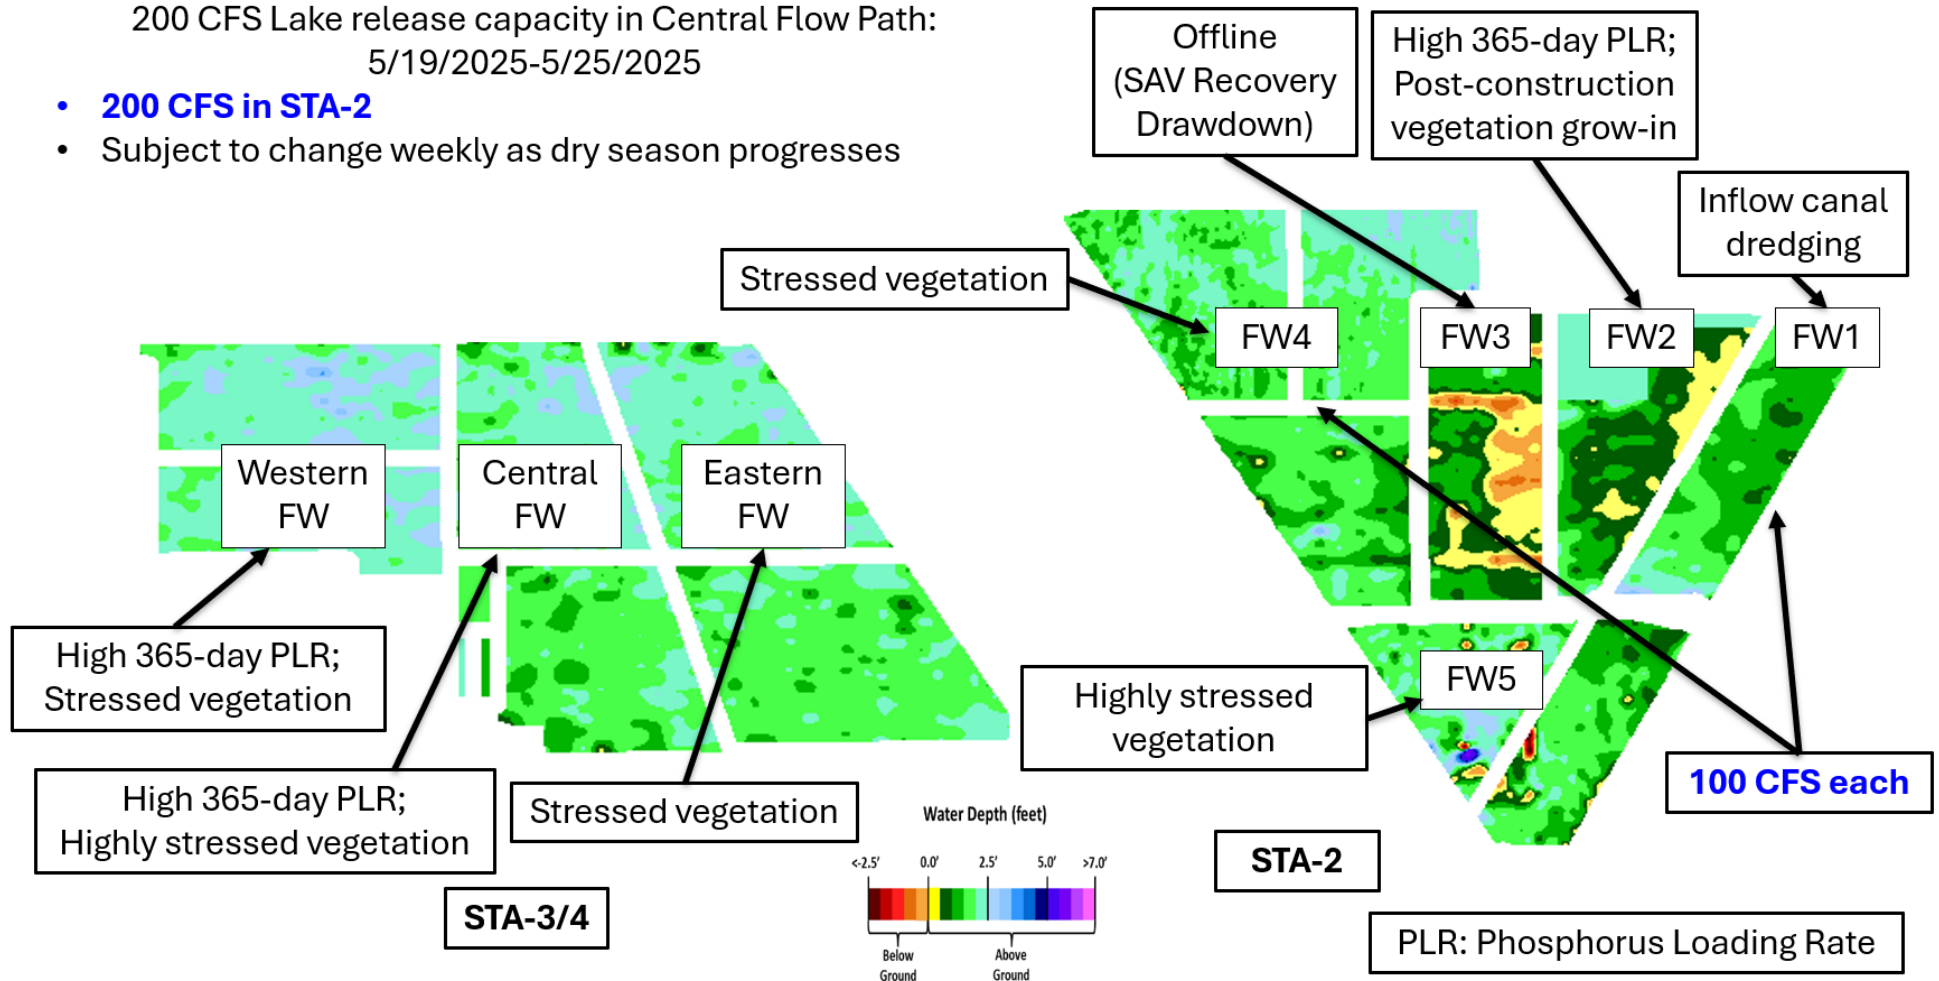 200 CFS Lake release capacity in Central Flow Path:
5/19/2025-5/25/2025
• 200 CFS in STA-2
• Subject to change weekly as dry season progresses
Offline
(SAV Recovery
Drawdown)
High 365-day PLR;
Post-construction
vegetation grow-in
Inflow canal
dredging
Stressed vegetation
FW4
FW3
FW2
FW1
Western
FW
Central
FW
Eastern
FW
High 365-day PLR;
Stressed vegetation
High 365-day PLR;
Highly stressed vegetation
Stressed vegetation
Highly stressed
vegetation
FW5
100 CFS each
STA-3/4
Water Depth (feet)
<-2.5' 0.0' 2.5' 5.0' >7.0'
Below
Ground
Above
Ground
STA-2
PLR: Phosphorus Loading Rate